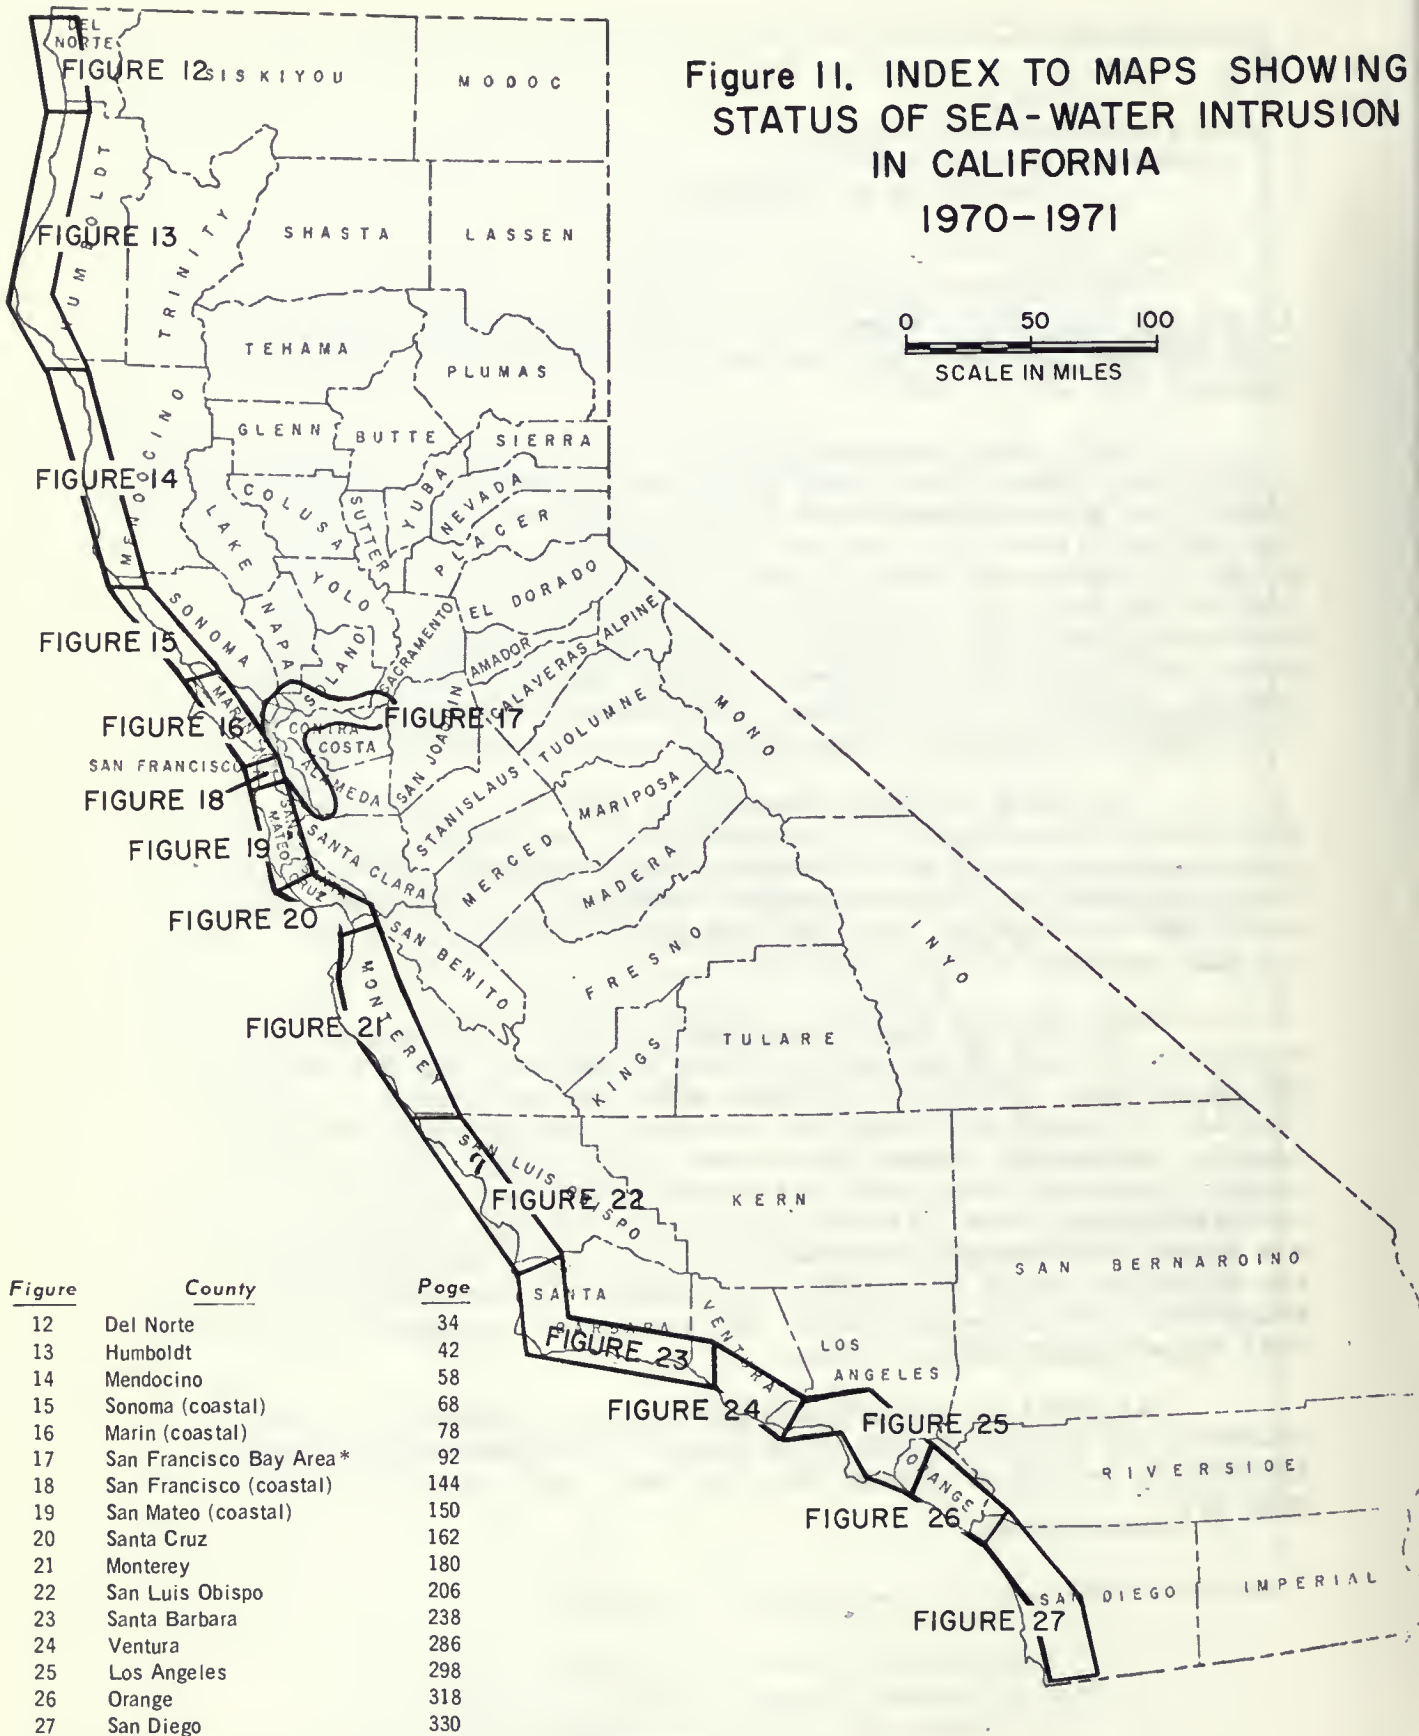 Figure 11. INDEX TO MAPS SHOWING
STATUS OF SEA-WATER INTRUSION
IN CALIFORNIA
1970-1971
0 50 100
SCALE IN MILES
DEL
NORTE
FIGURE 12
SISKIYOU
MODOC
HUMBOLDT
FIGURE 13
TRINITY
SHASTA
LASSEN
TEHAMA
PLUMAS
MENDOCINO
GLENN
BUTTE
SIERRA
FIGURE 14
COLUSA
LAKE
SUTTER
YUBA
NEVADA
PLACER
YOLO
EL DORADO
SONOMA
NAPA
FIGURE 15
SOLANO
SACRAMENTO
AMADOR
ALPINE
CALAVERAS
MARIN
FIGURE 16
CONTRA
COSTA
FIGURE 17
SAN JOAQUIN
TUOLUMNE
MONO
SAN FRANCISCO
ALAMEDA
FIGURE 18
STANISLAUS
MARIPOSA
SAN
MATEO
FIGURE 19
SANTA CLARA
MERCED
MADERA
SANTA
CRUZ
FIGURE 20
SAN BENITO
FRESNO
INYO
MONTEREY
FIGURE 21
KINGS
TULARE
SAN LUIS OBISPO
FIGURE 22
KERN
SAN BERNARDINO
SANTA
BARBARA
FIGURE 23
VENTURA
LOS
ANGELES
FIGURE 24
FIGURE 25
ORANGE
RIVERSIDE
FIGURE 26
SAN DIEGO
IMPERIAL
FIGURE 27
Figure County Page
12 Del Norte 34
13 Humboldt 42
14 Mendocino 58
15 Sonoma (coastal) 68
16 Marin (coastal) 78
17 San Francisco Bay Area* 92
18 San Francisco (coastal) 144
19 San Mateo (coastal) 150
20 Santa Cruz 162
21 Monterey 180
22 San Luis Obispo 206
23 Santa Barbara 238
24 Ventura 286
25 Los Angeles 298
26 Orange 318
27 San Diego 330